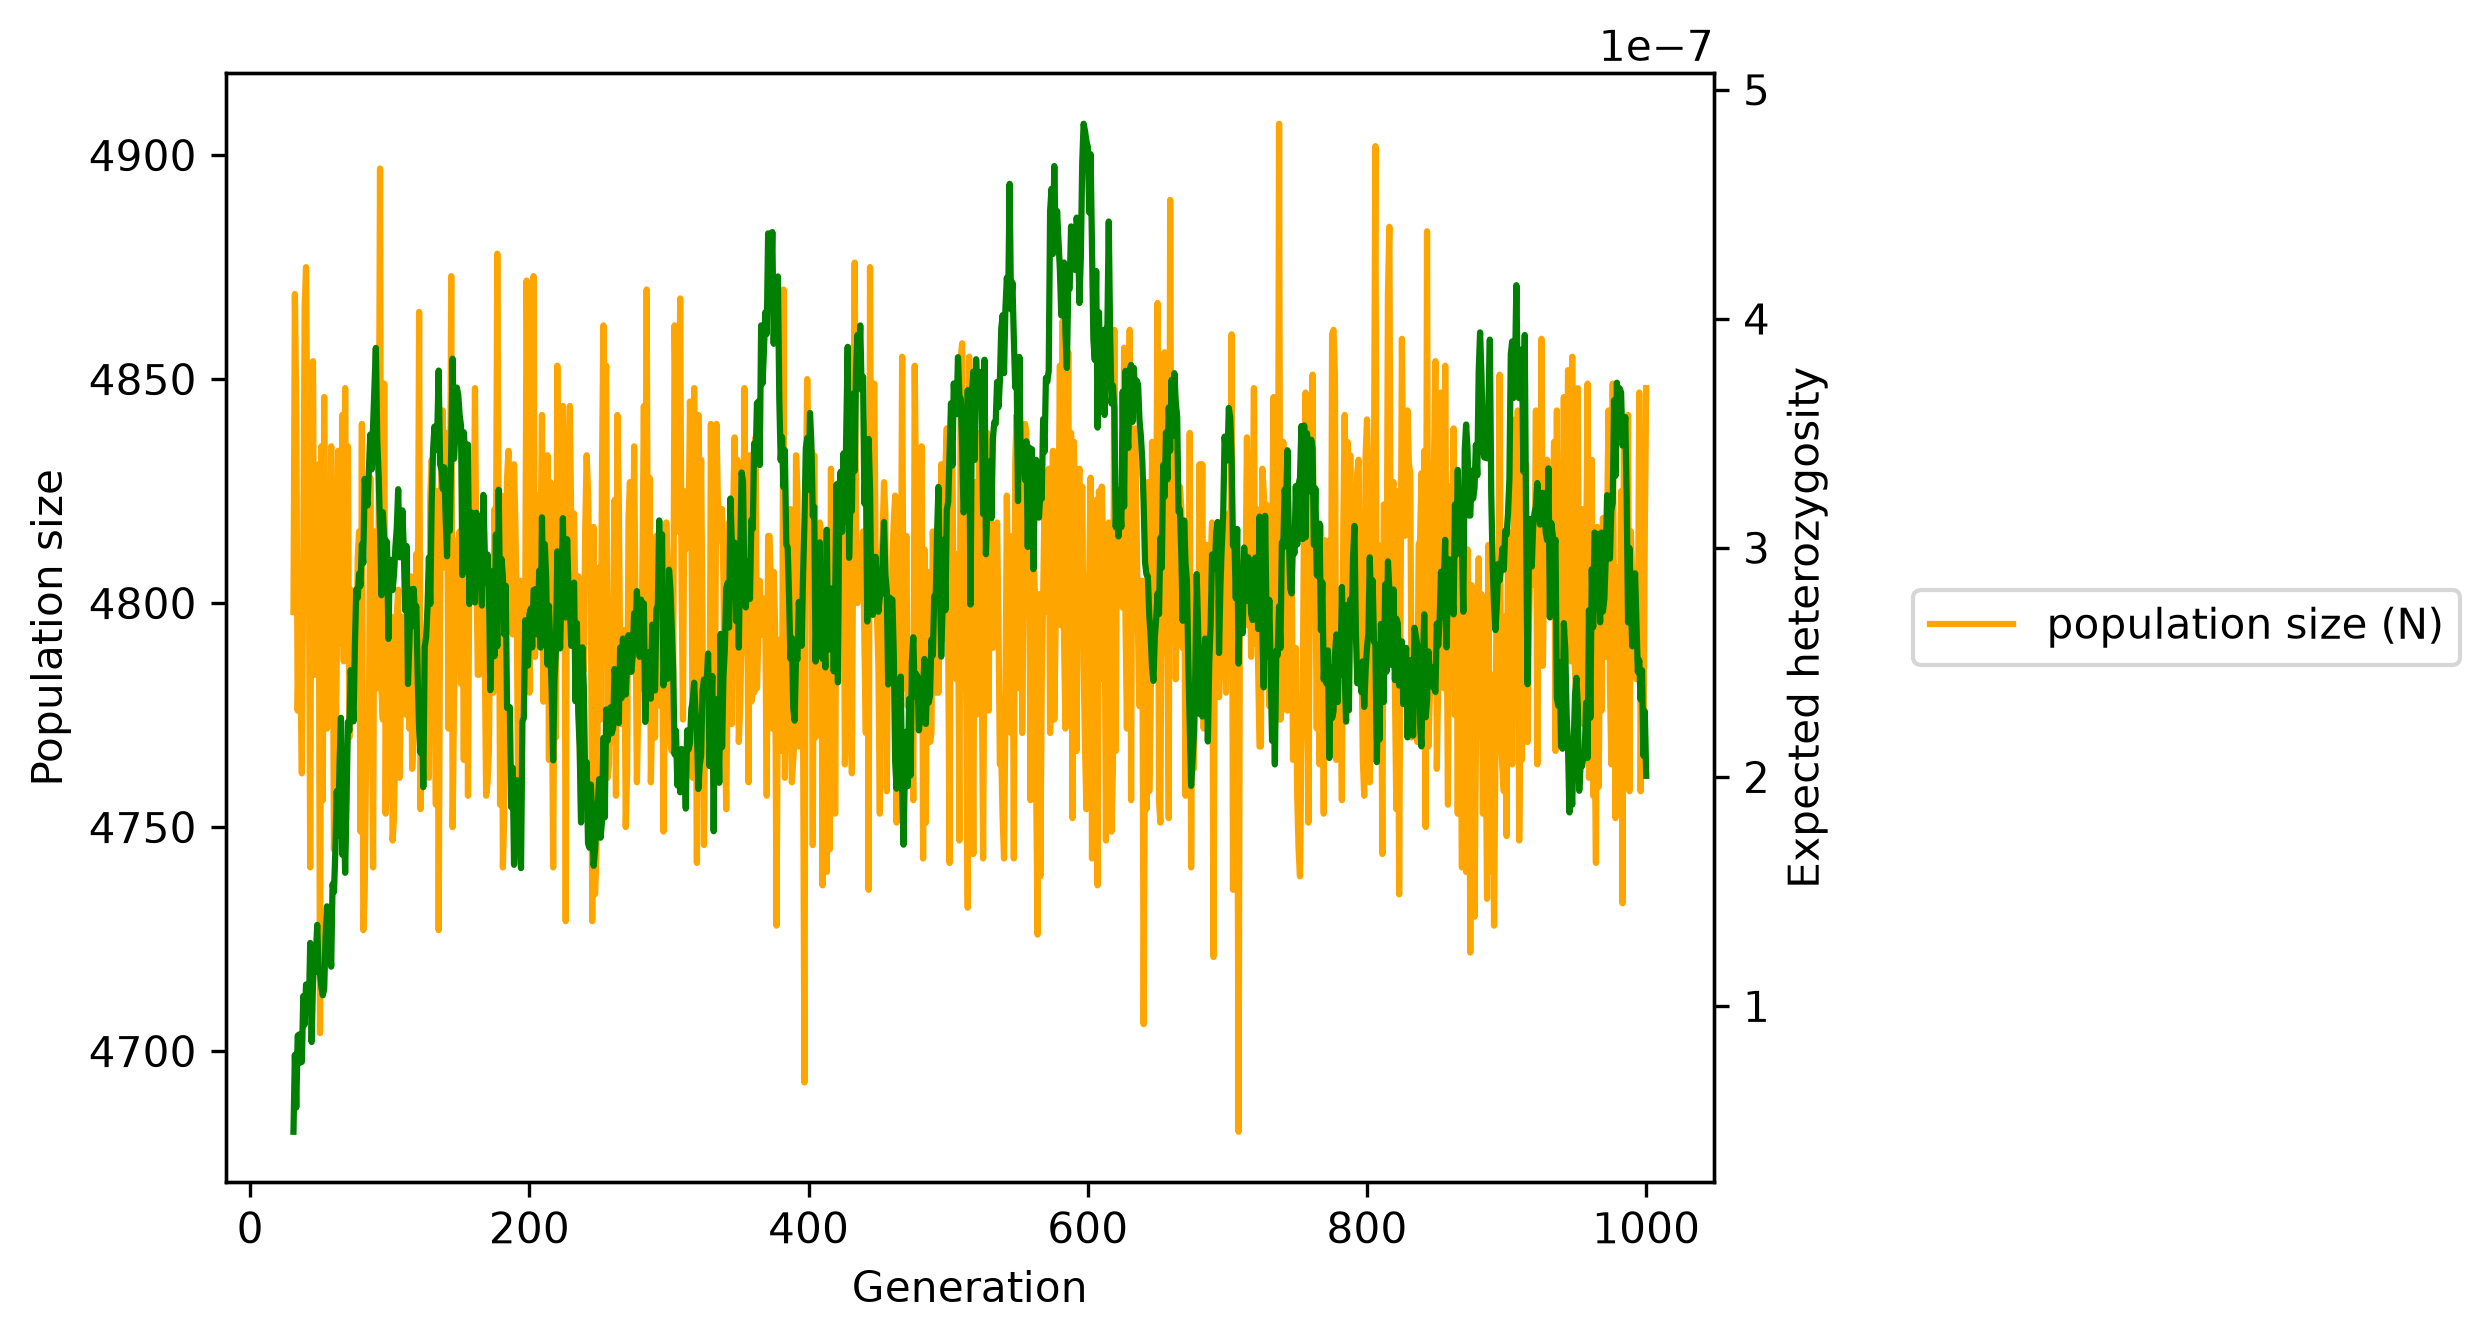 1e−7
5
4900
4
4850
3
4800
2
4750
1
4700
Population size
Expected heterozygosity
population size (N)
0 200 400 600 800 1000
Generation